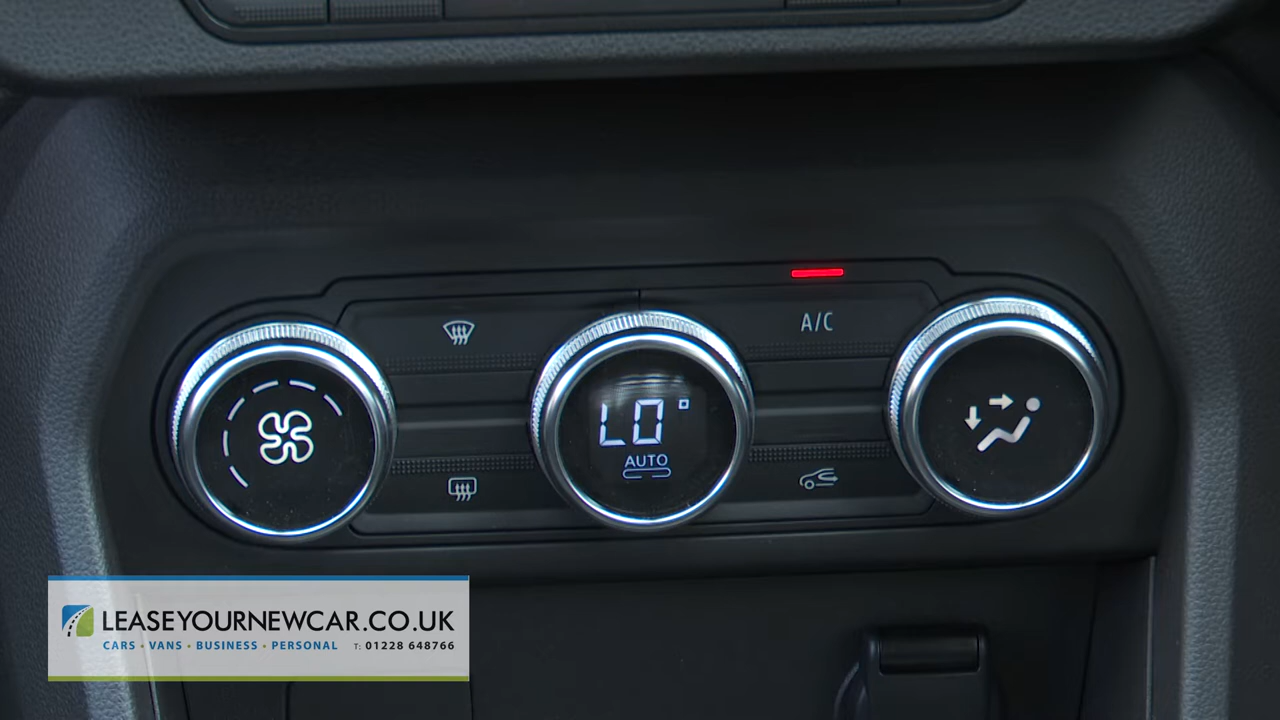 A/C
LO°
AUTO
LEASEYOURNEWCAR.CO.UK
CARS • VANS • BUSINESS • PERSONAL T: 01228 648766